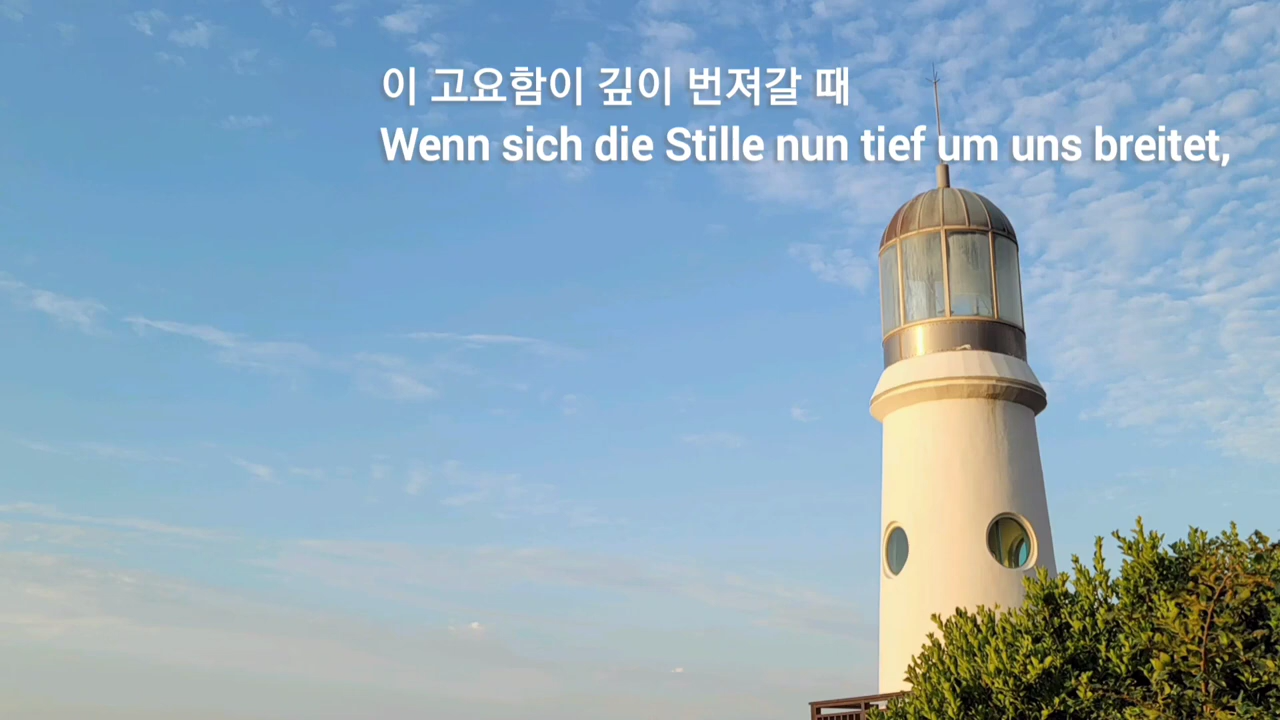 이 고요함이 깊이 번져갈 때
Wenn sich die Stille nun tief um uns breitet,